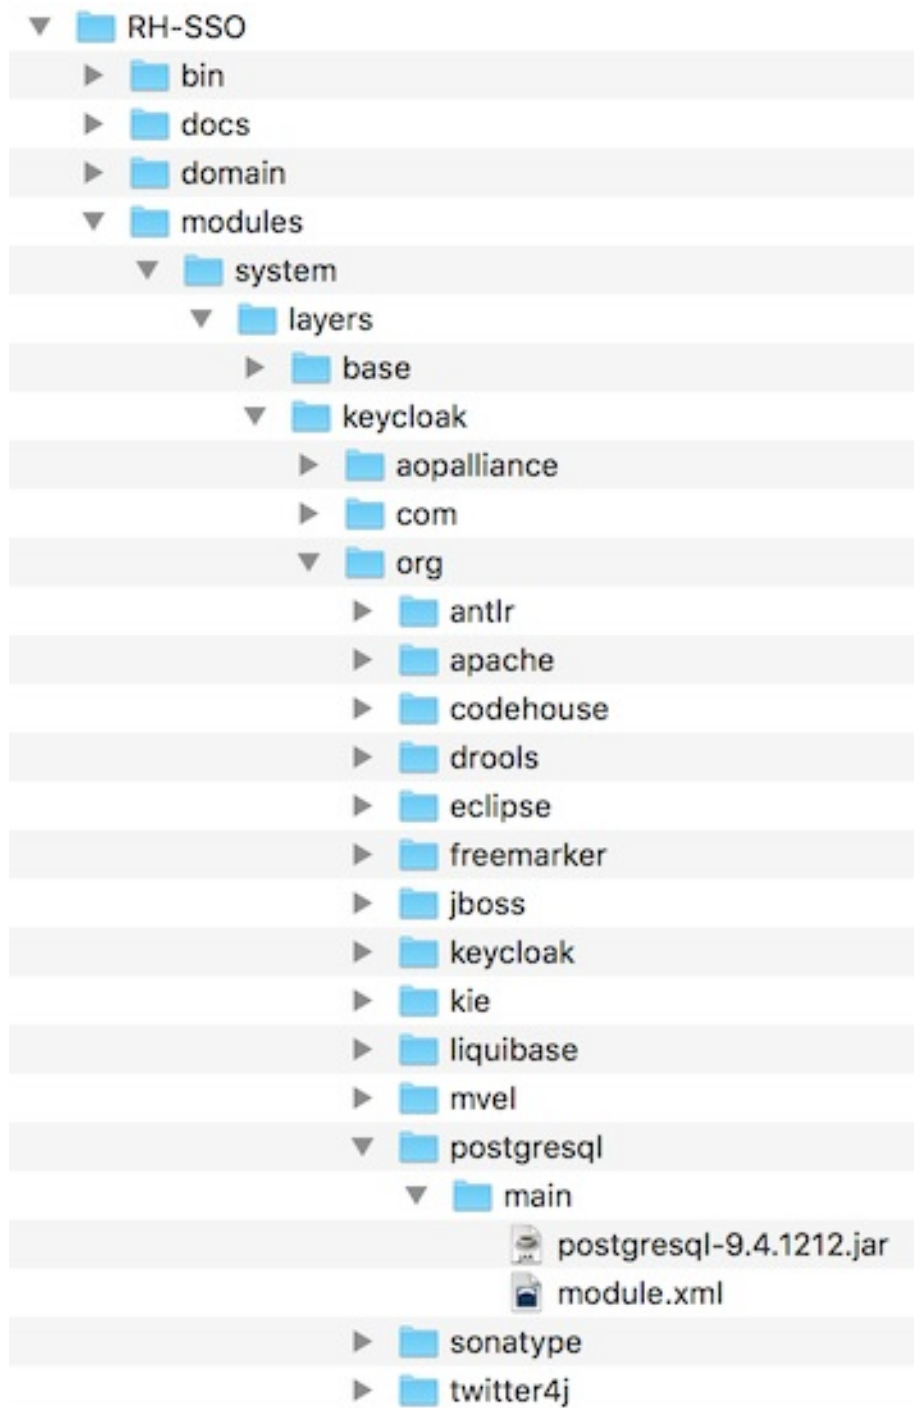 RH-SSO
bin
docs
domain
modules
system
layers
base
keycloak
aopalliance
com
org
antlr
apache
codehouse
drools
eclipse
freemarker
jboss
keycloak
kie
liquibase
mvel
postgresql
main
postgresql-9.4.1212.jar
module.xml
sonatype
twitter4j